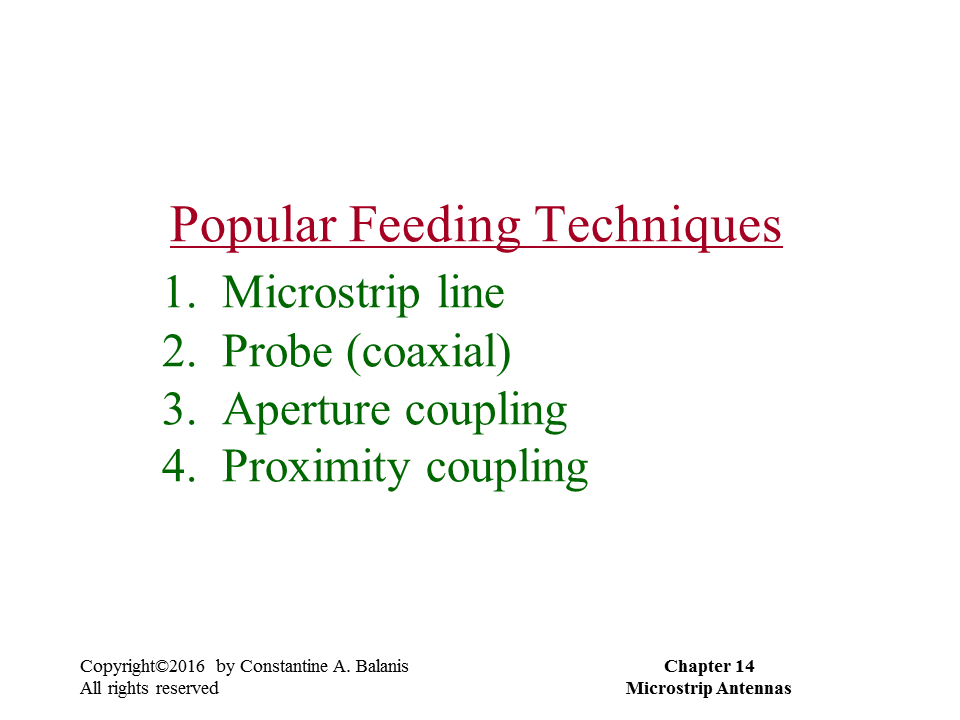 Popular Feeding Techniques
1. Microstrip line
2. Probe (coaxial)
3. Aperture coupling
4. Proximity coupling
Copyright©2016 by Constantine A. Balanis
All rights reserved
Chapter 14
Microstrip Antennas